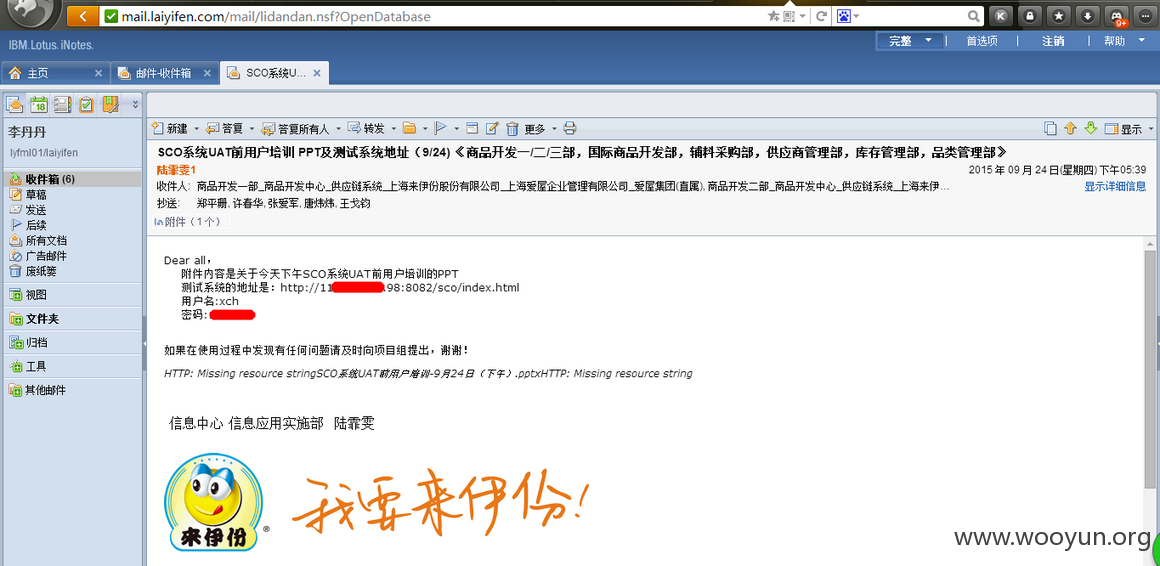 mail.laiyifen.com/mail/lidandan.nsf?OpenDatabase
K
9+
IBM.Lotus. iNotes.
完整 | 首选项 | 注销 | 帮助
主页 邮件-收件箱 SCO系统U...
18
新建 答复 答复所有人 转发 更多 显示
李丹丹
lyfml01/laiyifen
收件箱 (6)
草稿
发送
后续
所有文档
广告邮件
废纸篓
视图
文件夹
归档
工具
其他邮件
SCO系统UAT前用户培训 PPT及测试系统地址（9/24)《商品开发一/二/三部，国际商品开发部，辅料采购部，供应商管理部，库存管理部，品类管理部》
陆霏雯1
2015 年 09 月 24 日(星期四) 下午05:39
收件人: 商品开发一部_商品开发中心_供应链系统_上海来伊份股份有限公司_上海爱屋企业管理有限公司_爱屋集团(直属), 商品开发二部_商品开发中心_供应链系统_上海来伊...
显示详细信息
抄送: 郑平珊, 许春华, 张爱军, 唐炜炜, 王戈钧
附件（1 个）
Dear all，
附件内容是关于今天下午SCO系统UAT前用户培训的PPT
测试系统的地址是：http://11 .98:8082/sco/index.html
用户名:xch
密码:
如果在使用过程中发现有任何问题请及时向项目组提出，谢谢！
HTTP: Missing resource stringSCO系统UAT前用户培训-9月24日（下午）.pptxHTTP: Missing resource string
信息中心 信息应用实施部 陆霏雯
来伊份
®
我要来伊份！
www.wooyun.org